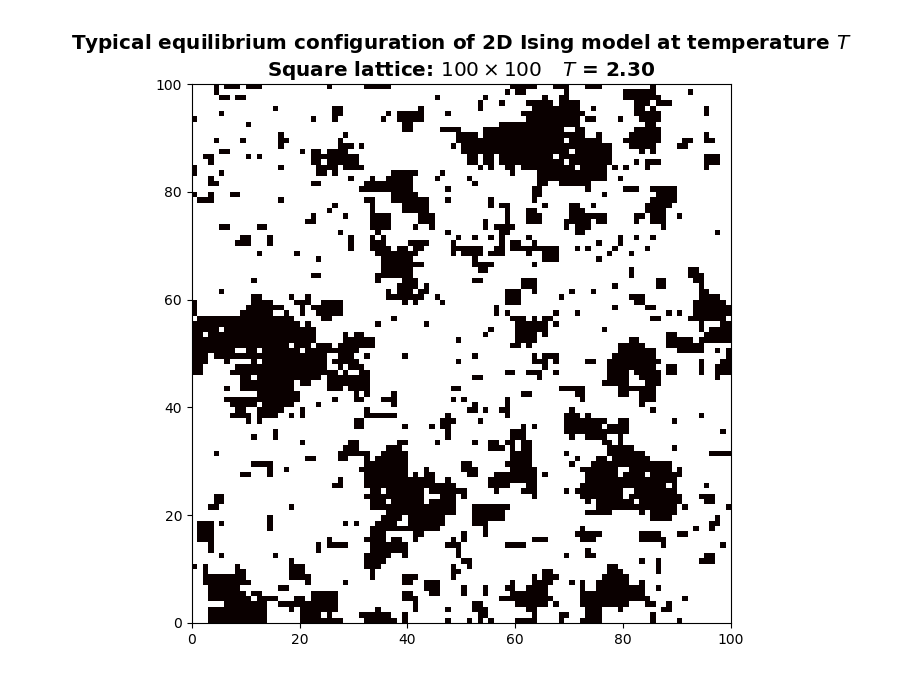 Typical equilibrium configuration of 2D Ising model at temperature T
Square lattice: 100 × 100 T = 2.30
100
80
60
40
20
0
0 20 40 60 80 100